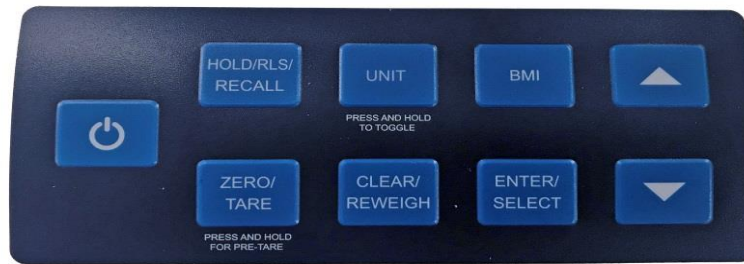 HOLD/RLS/
RECALL
UNIT
PRESS AND HOLD
TO TOGGLE
BMI
ZERO/
TARE
PRESS AND HOLD
FOR PRE-TARE
CLEAR/
REWEIGH
ENTER/
SELECT